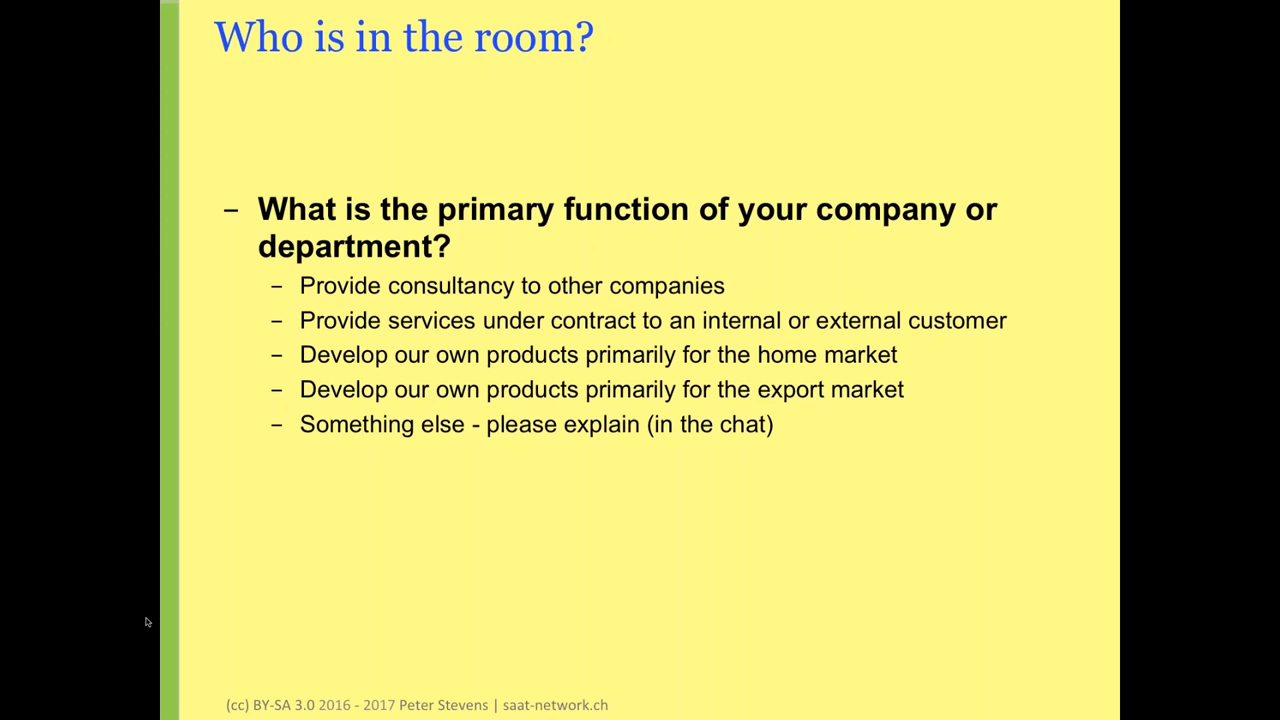 Who is in the room?
– What is the primary function of your company or
department?
– Provide consultancy to other companies
– Provide services under contract to an internal or external customer
– Develop our own products primarily for the home market
– Develop our own products primarily for the export market
– Something else - please explain (in the chat)
(cc) BY-SA 3.0 2016 - 2017 Peter Stevens | saat-network.ch